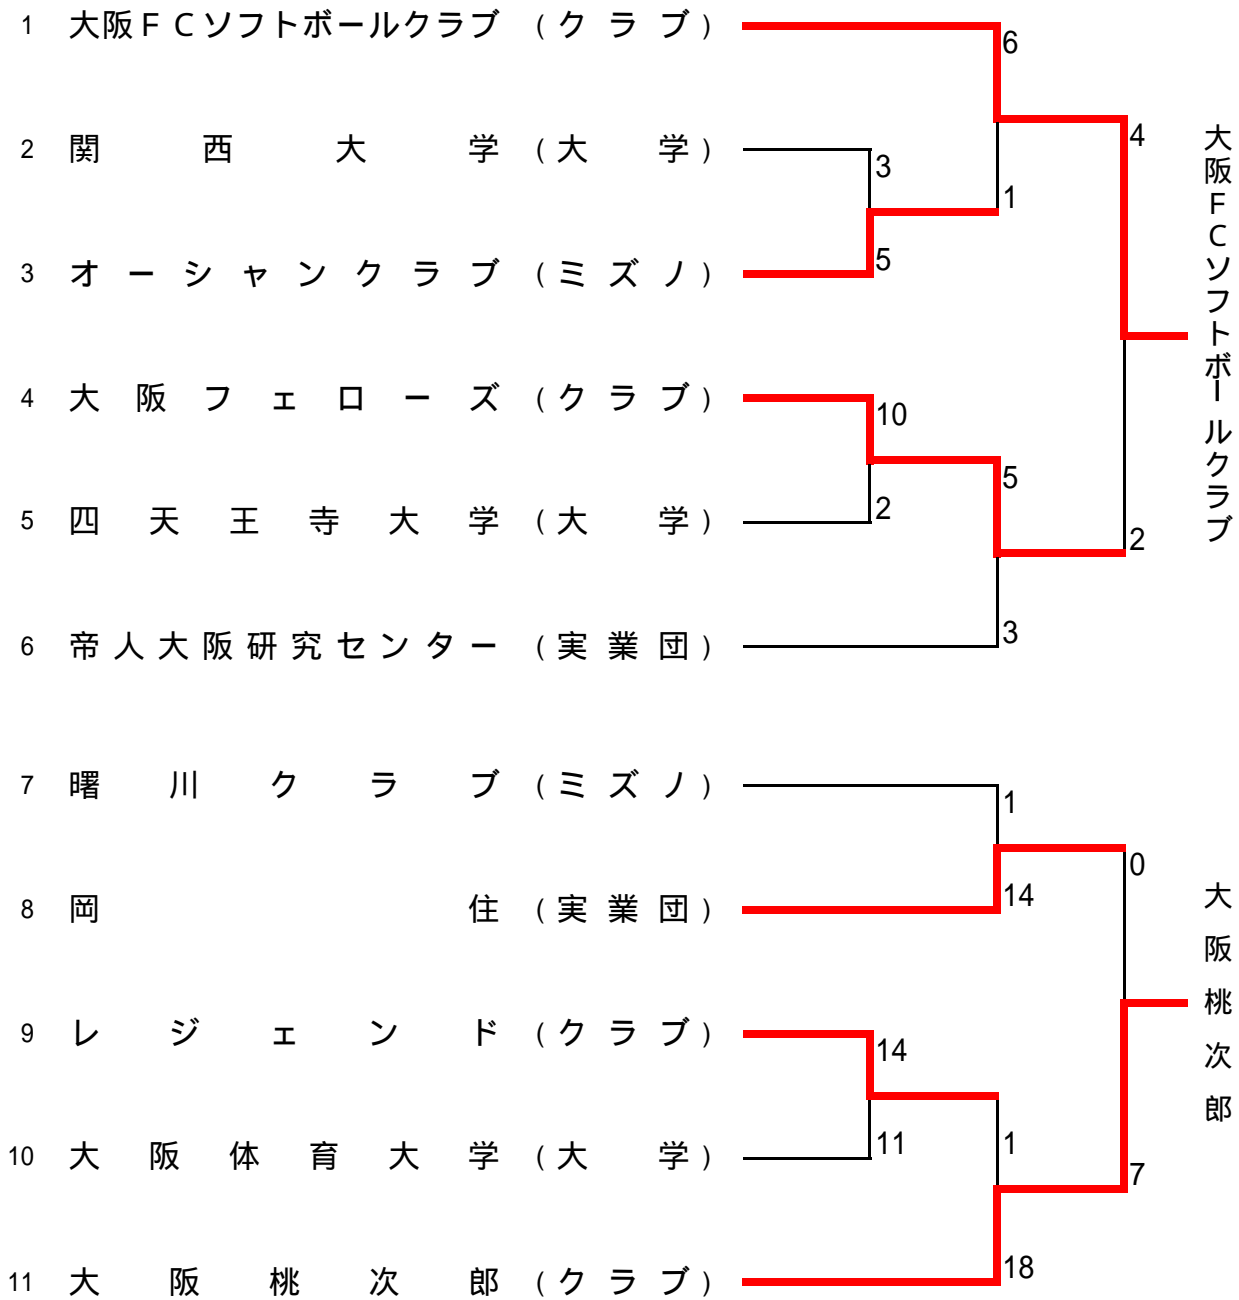 1 大阪ＦＣソフトボールクラブ (クラブ)
6
2 関西大学 (大学)
4
3
1
3 オーシャンクラブ (ミズノ)
5
大阪ＦＣソフトボールクラブ
4 大阪フェローズ (クラブ)
10
5
5 四天王寺大学 (大学)
2
2
6 帝人大阪研究センター (実業団)
3
7 曙川クラブ (ミズノ)
1
0
8 岡住 (実業団)
14
大阪桃次郎
9 レジェンド (クラブ)
14
10 大阪体育大学 (大学)
11
1
7
11 大阪桃次郎 (クラブ)
18